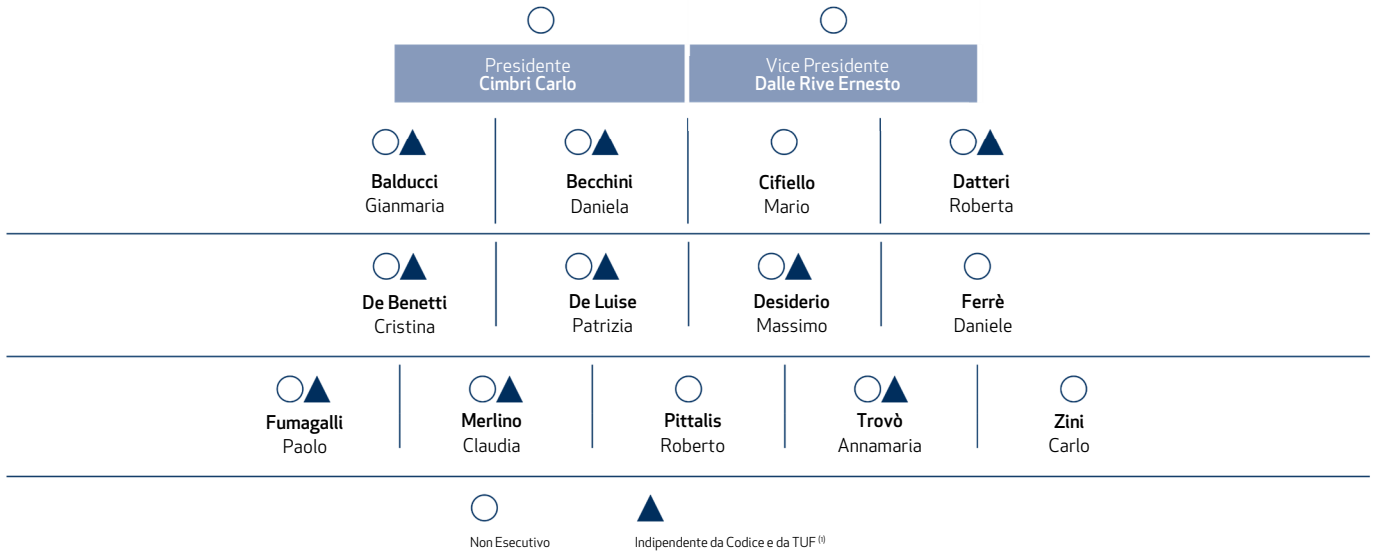 Presidente
Cimbri Carlo
Vice Presidente
Dalle Rive Ernesto
Balducci
Gianmaria
Becchini
Daniela
Cifiello
Mario
Datteri
Roberta
De Benetti
Cristina
De Luise
Patrizia
Desiderio
Massimo
Ferrè
Daniele
Fumagalli
Paolo
Merlino
Claudia
Pittalis
Roberto
Trovò
Annamaria
Zini
Carlo
Non Esecutivo
Indipendente da Codice e da TUF (1)